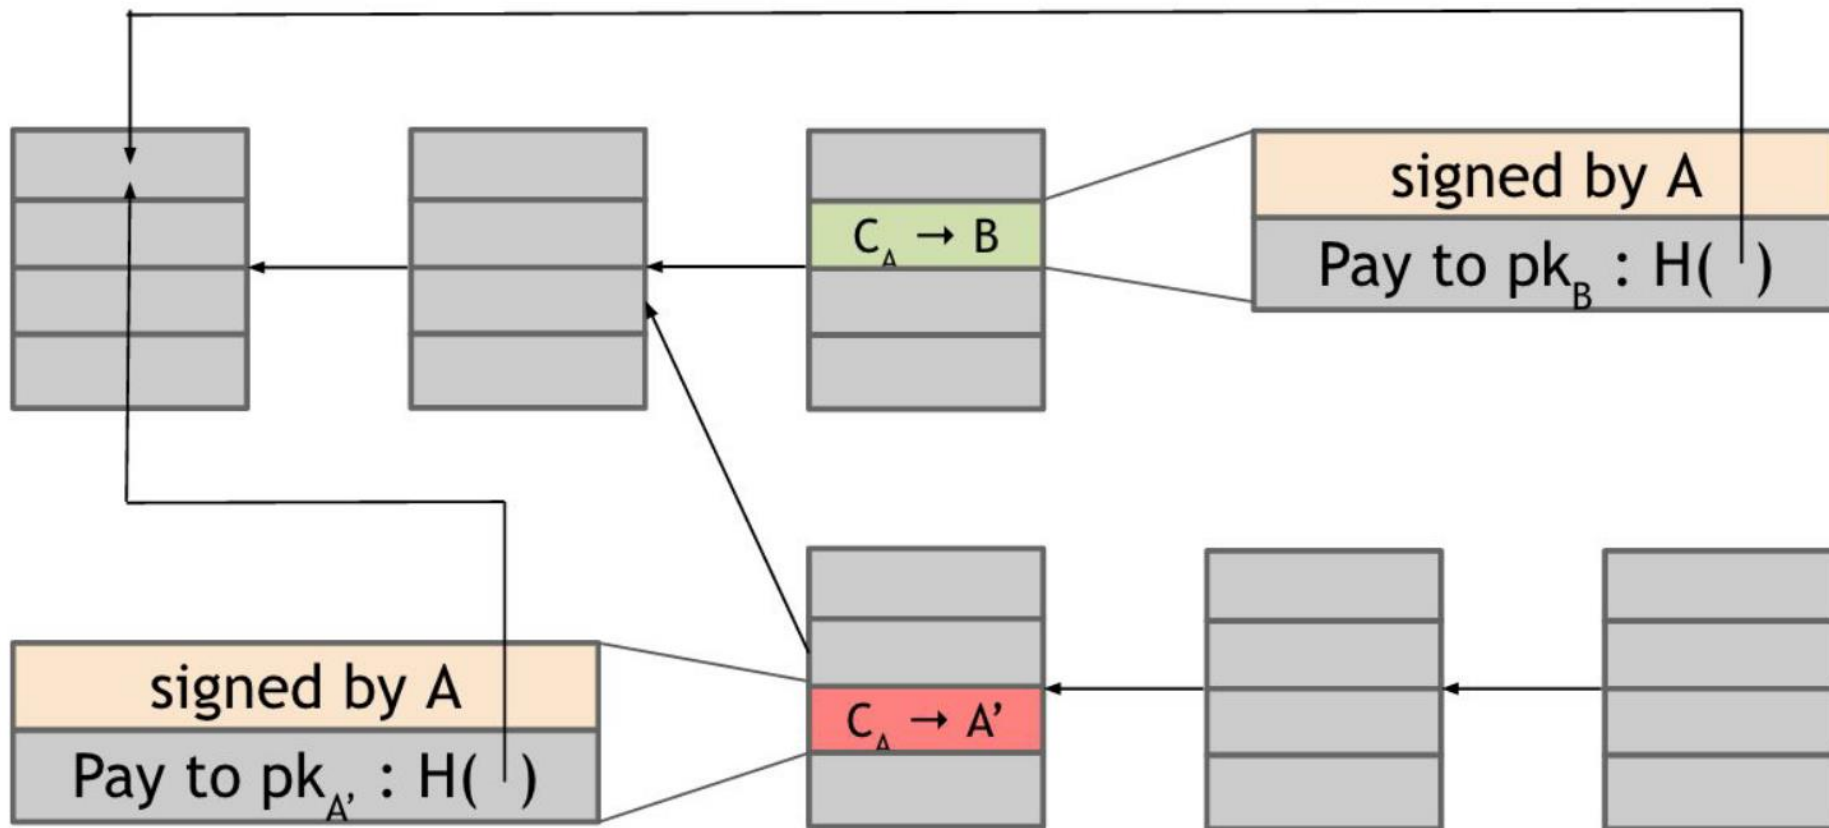 signed by A
C_A → B
Pay to pk_B : H( )
signed by A
C_A → A’
Pay to pk_A’ : H( )